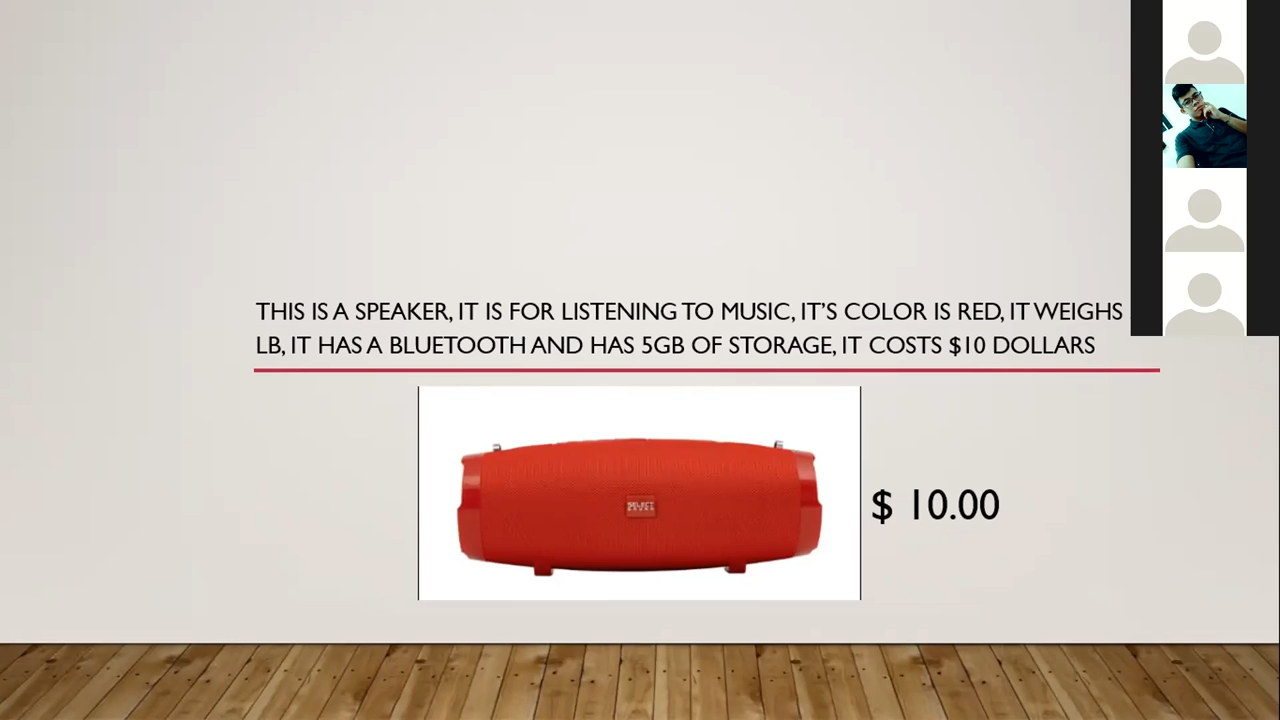 THIS IS A SPEAKER, IT IS FOR LISTENING TO MUSIC, IT'S COLOR IS RED, IT WEIGHS
LB, IT HAS A BLUETOOTH AND HAS 5GB OF STORAGE, IT COSTS $10 DOLLARS
SELECT
$ 10.00